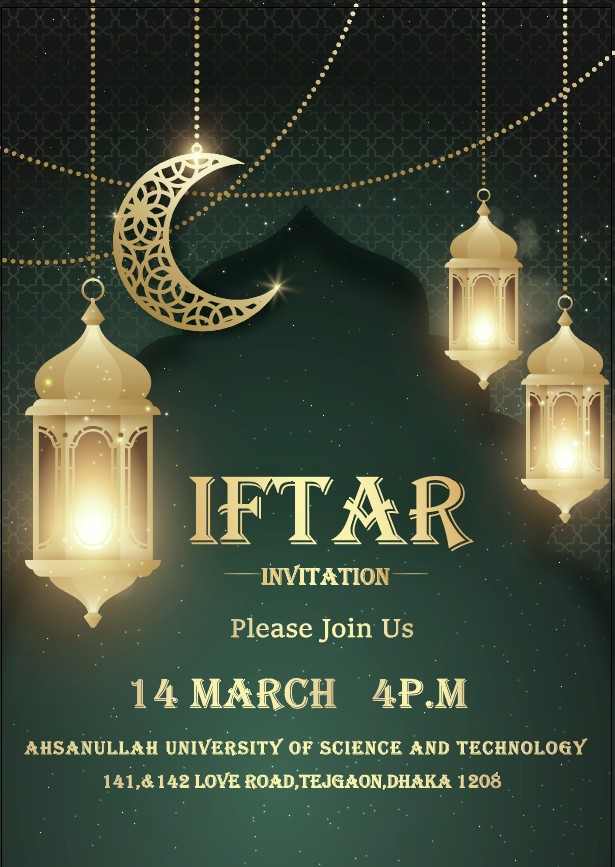 IFTAR
INVITATION
Please Join Us
14 MARCH 4P.M
AHSANULLAH UNIVERSITY OF SCIENCE AND TECHNOLOGY
141,&142 LOVE ROAD,TEJGAON,DHAKA 1208